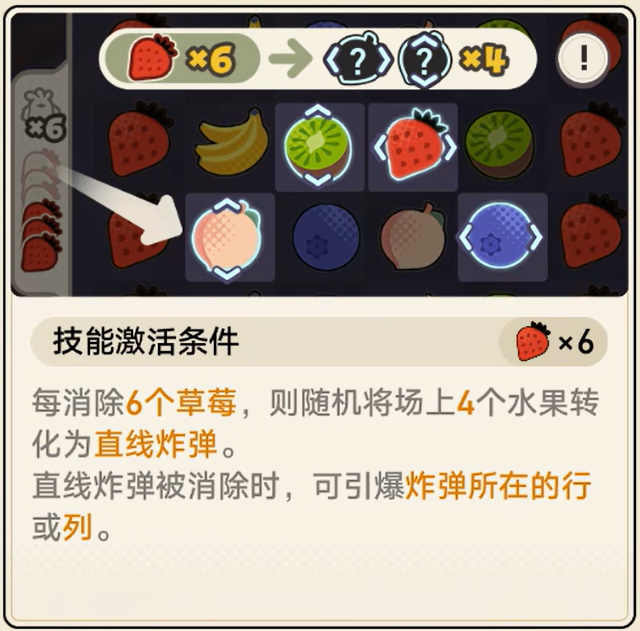 ×6
?
?
×4
!
×6
技能激活条件
×6
每消除6个草莓，则随机将场上4个水果转
化为直线炸弹。
直线炸弹被消除时，可引爆炸弹所在的行
或列。